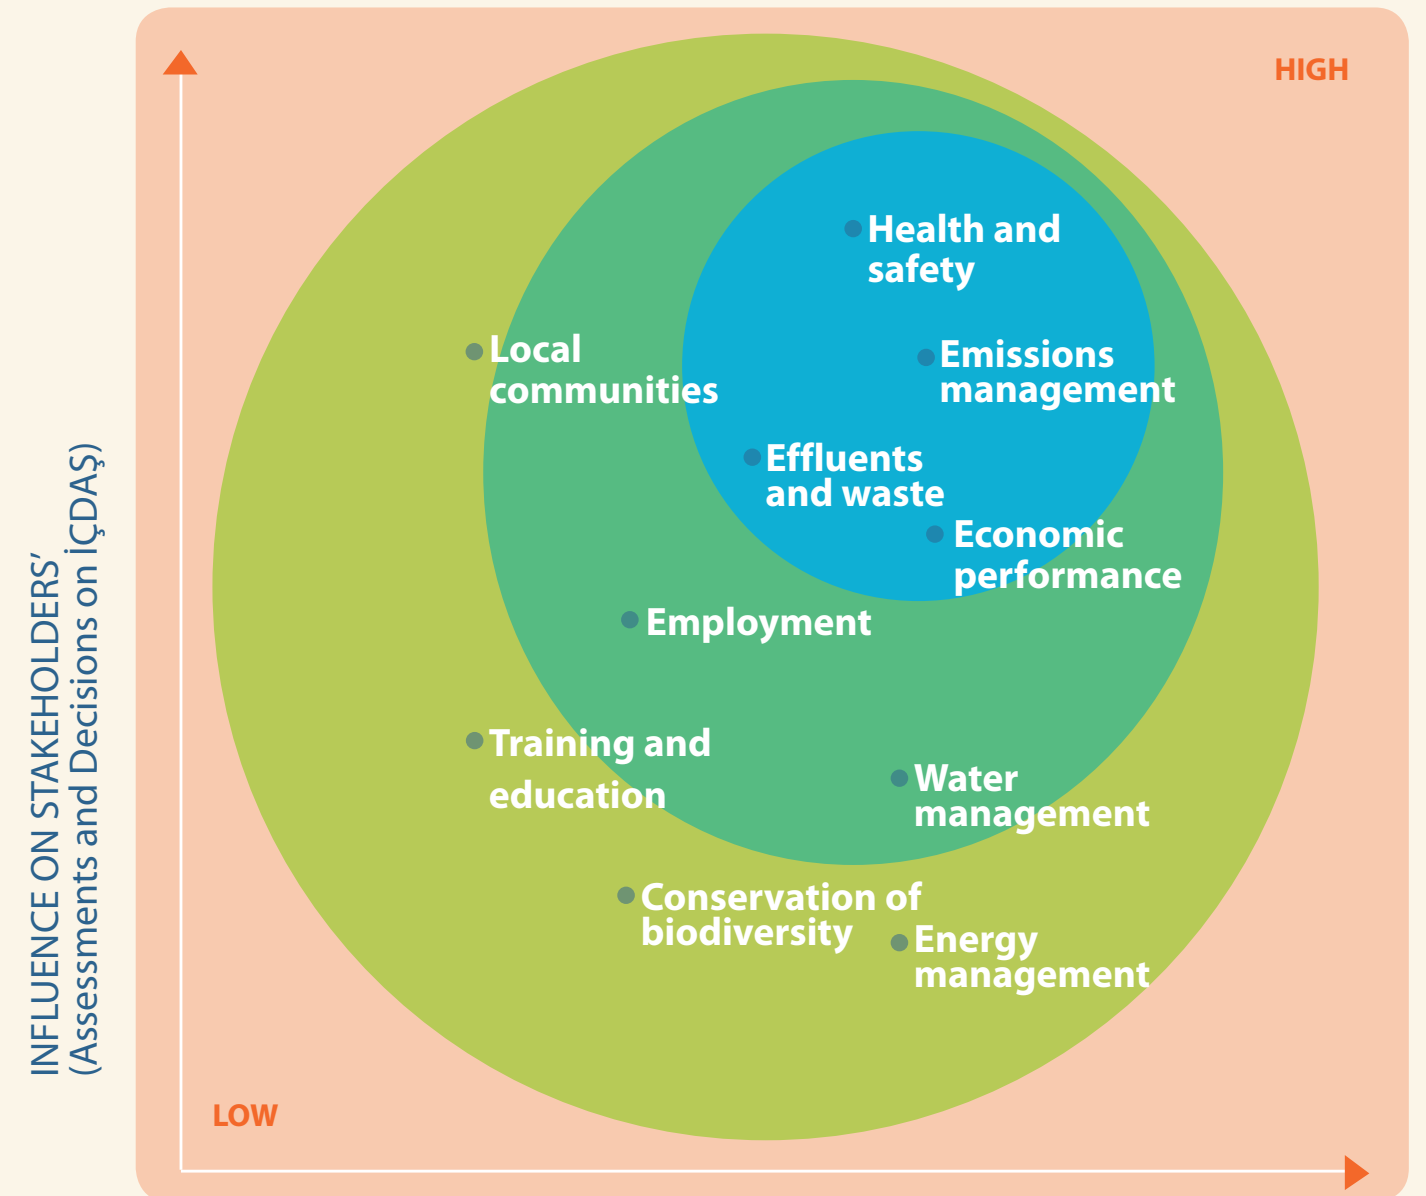 HIGH
Health and
safety
Local
communities
Emissions
management
Effluents
and waste
Economic
performance
Employment
Training and
education
Water
management
Conservation of
biodiversity
Energy
management
LOW
INFLUENCE ON STAKEHOLDERS’
(Assessments and Decisions on İÇDAŞ)